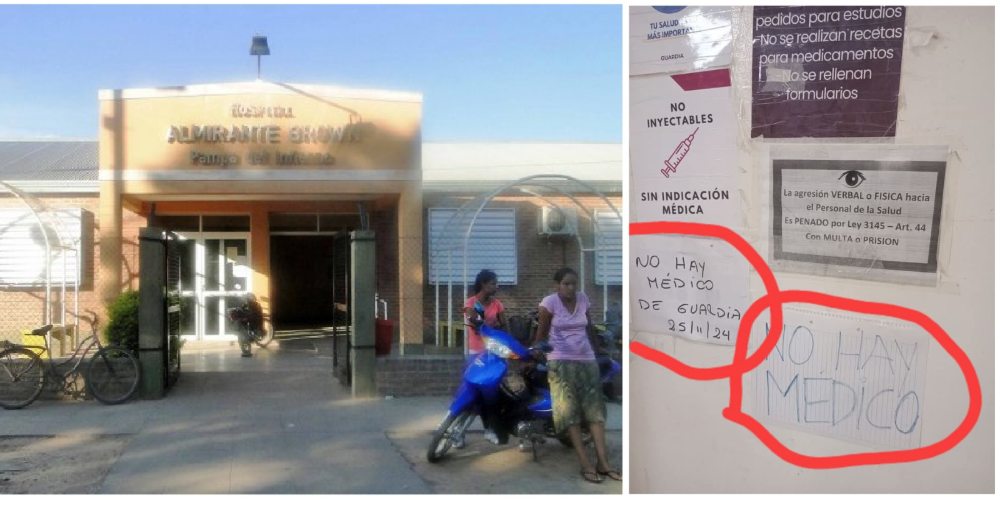 HOSPITAL
ALMIRANTE BROWN
Pampa del Infierno
TU SALUD
MÁS IMPORTA
GUARDIA
pedidos para estudios
-No se realizan recetas
para medicamentos
-No se rellenan
formularios
NO
INYECTABLES
SIN INDICACIÓN
MÉDICA
La agresión VERBAL o FISICA hacia
el Personal de la Salud
Es PENADO por Ley 3145 – Art. 44
Con MULTA o PRISION
NO HAY
MÉDICO
DE GUARDIA
25/11/24
NO HAY
MÉDICO